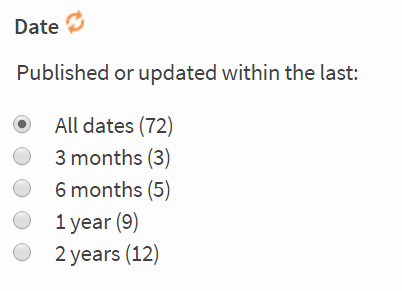 Date
Published or updated within the last:
All dates (72)
3 months (3)
6 months (5)
1 year (9)
2 years (12)